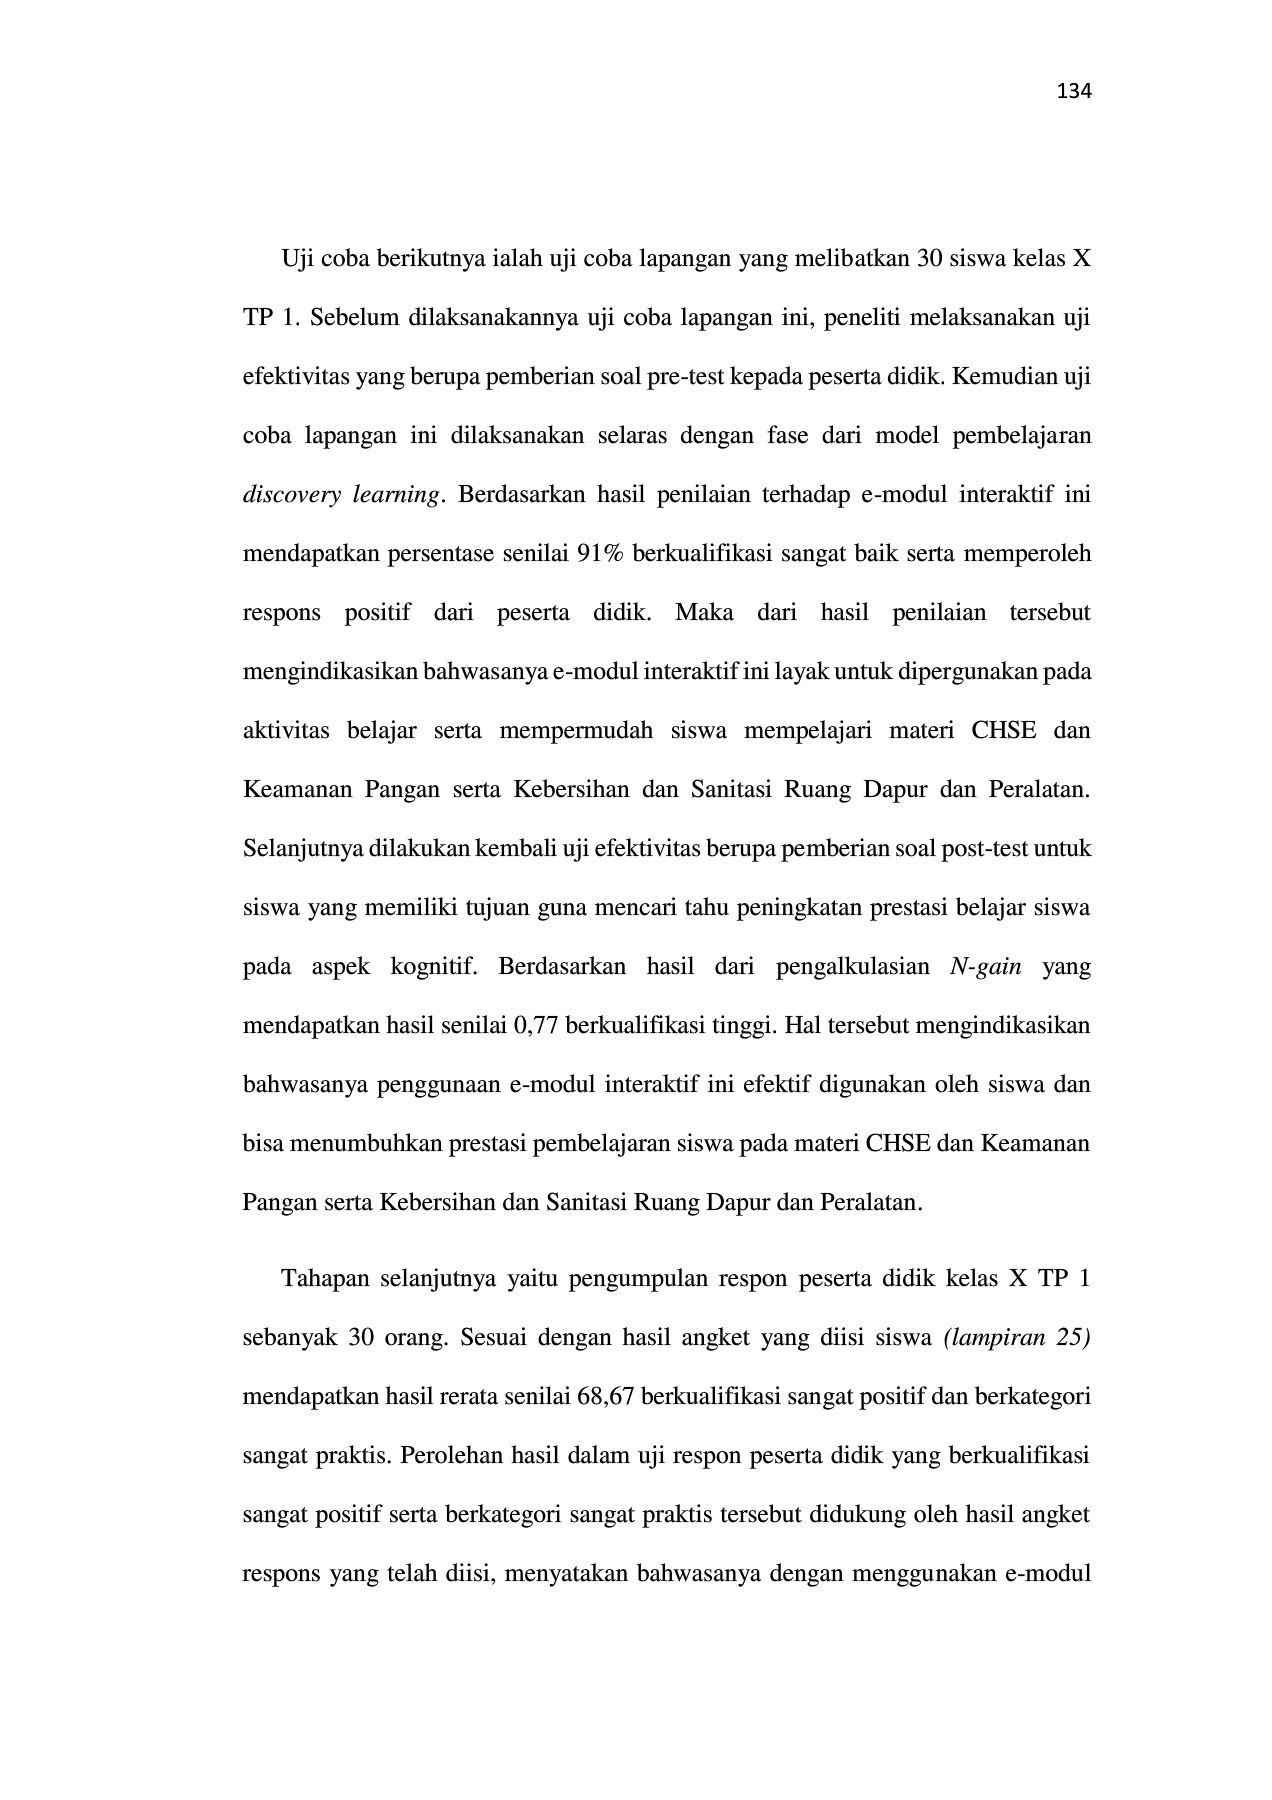 134
Uji coba berikutnya ialah uji coba lapangan yang melibatkan 30 siswa kelas X
TP 1. Sebelum dilaksanakannya uji coba lapangan ini, peneliti melaksanakan uji
efektivitas yang berupa pemberian soal pre-test kepada peserta didik. Kemudian uji
coba lapangan ini dilaksanakan selaras dengan fase dari model pembelajaran
discovery learning. Berdasarkan hasil penilaian terhadap e-modul interaktif ini
mendapatkan persentase senilai 91% berkualifikasi sangat baik serta memperoleh
respons positif dari peserta didik. Maka dari hasil penilaian tersebut
mengindikasikan bahwasanya e-modul interaktif ini layak untuk dipergunakan pada
aktivitas belajar serta mempermudah siswa mempelajari materi CHSE dan
Keamanan Pangan serta Kebersihan dan Sanitasi Ruang Dapur dan Peralatan.
Selanjutnya dilakukan kembali uji efektivitas berupa pemberian soal post-test untuk
siswa yang memiliki tujuan guna mencari tahu peningkatan prestasi belajar siswa
pada aspek kognitif. Berdasarkan hasil dari pengalkulasian N-gain yang
mendapatkan hasil senilai 0,77 berkualifikasi tinggi. Hal tersebut mengindikasikan
bahwasanya penggunaan e-modul interaktif ini efektif digunakan oleh siswa dan
bisa menumbuhkan prestasi pembelajaran siswa pada materi CHSE dan Keamanan
Pangan serta Kebersihan dan Sanitasi Ruang Dapur dan Peralatan.
Tahapan selanjutnya yaitu pengumpulan respon peserta didik kelas X TP 1
sebanyak 30 orang. Sesuai dengan hasil angket yang diisi siswa (lampiran 25)
mendapatkan hasil rerata senilai 68,67 berkualifikasi sangat positif dan berkategori
sangat praktis. Perolehan hasil dalam uji respon peserta didik yang berkualifikasi
sangat positif serta berkategori sangat praktis tersebut didukung oleh hasil angket
respons yang telah diisi, menyatakan bahwasanya dengan menggunakan e-modul